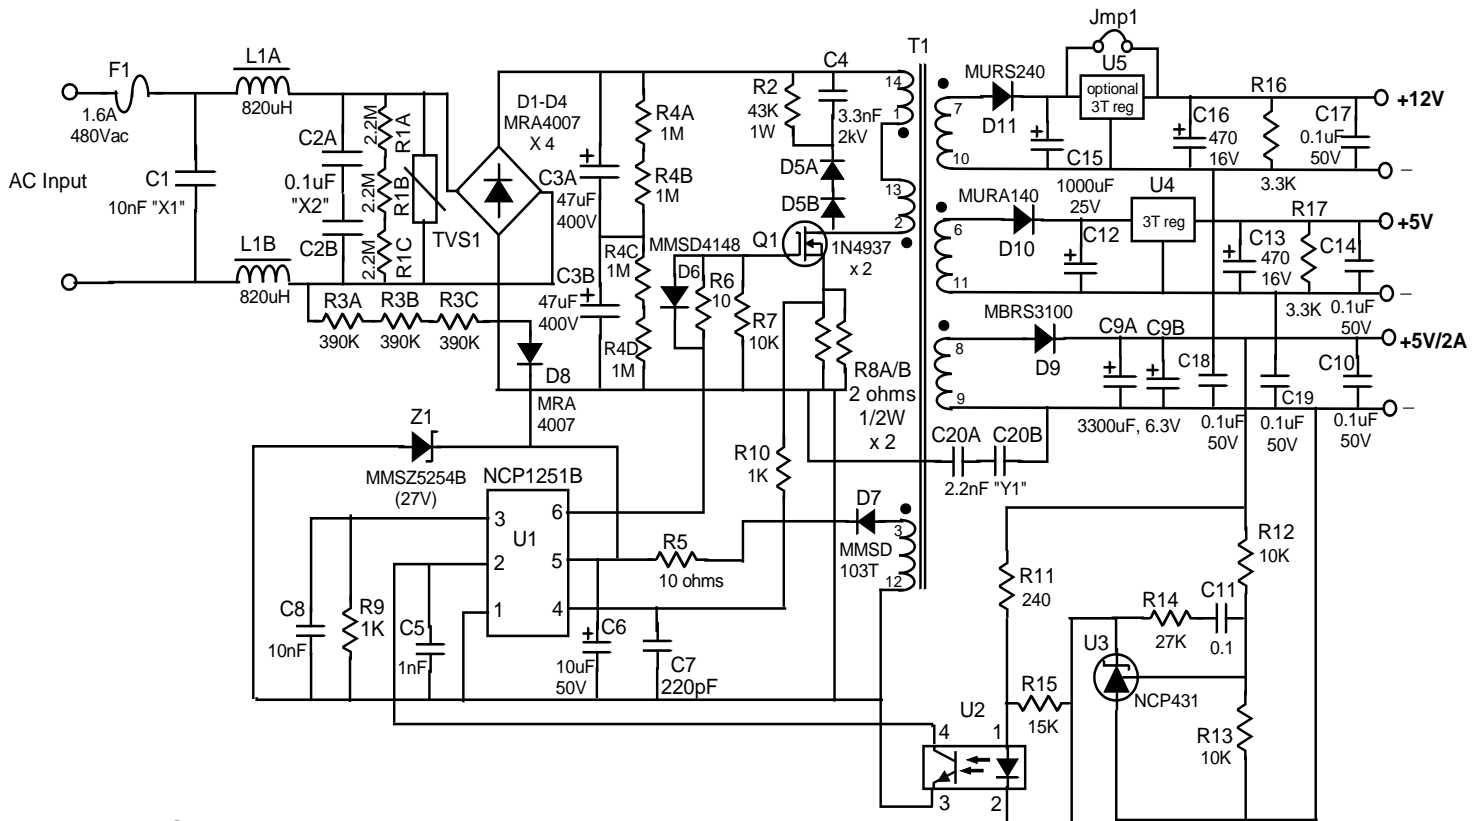 Jmp1
T1
F1
1.6A
480Vac
L1A
820uH
AC Input
C1
10nF "X1"
L1B
820uH
C2A
0.1uF
"X2"
C2B
2.2M
R1A
2.2M
R1B
2.2M
R1C
TVS1
D1-D4
MRA4007
X 4
C3A
47uF
400V
C3B
47uF
400V
R4A
1M
R4B
1M
R4C
1M
R4D
1M
R2
43K
1W
C4
3.3nF
2kV
D5A
D5B
1N4937
x 2
Q1
MMSD4148
D6
R6
10
R7
10K
R8A/B
2 ohms
1/2W
x 2
R3A
390K
R3B
390K
R3C
390K
D8
MRA
4007
Z1
MMSZ5254B
(27V)
NCP1251B
U1
3
2
1
6
5
4
R10
1K
R5
10 ohms
D7
MMSD
103T
C8
10nF
R9
1K
C5
1nF
C6
10uF
50V
C7
220pF
14
1
13
2
3
12
7
10
6
11
8
9
MURS240
D11
U5
optional
3T reg
C15
1000uF
25V
C16
470
16V
R16
3.3K
C17
0.1uF
50V
+12V
–
MURA140
D10
C12
U4
3T reg
C13
470
16V
R17
3.3K
C14
0.1uF
50V
+5V
–
MBRS3100
D9
C9A
C9B
3300uF, 6.3V
C18
0.1uF
50V
C19
0.1uF
50V
C10
0.1uF
50V
+5V/2A
–
C20A
C20B
2.2nF "Y1"
R11
240
R12
10K
R14
27K
C11
0.1
U3
NCP431
R15
15K
R13
10K
U2
4
1
3
2